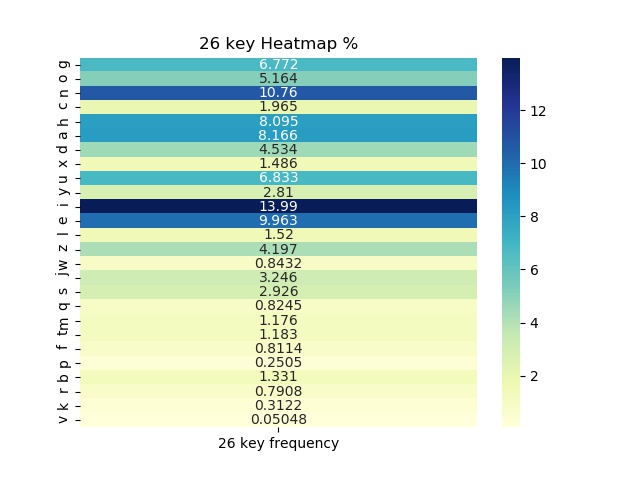 26 key Heatmap %
g 6.772
o 5.164
n 10.76
c 1.965
h 8.095
a 8.166
d 4.534
x 1.486
u 6.833
y 2.81
i 13.99
e 9.963
l 1.52
z 4.197
w 0.8432
j 3.246
s 2.926
q 0.8245
m 1.176
t 1.183
f 0.8114
p 0.2505
b 1.331
r 0.7908
k 0.3122
v 0.05048
26 key frequency
12
10
8
6
4
2